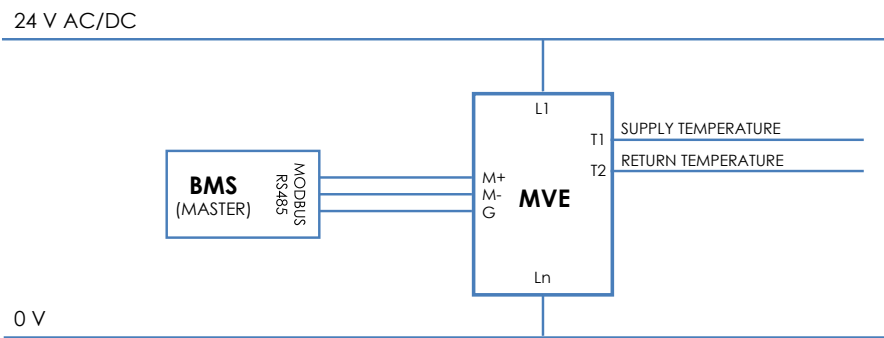 24 V AC/DC
L1
T1
SUPPLY TEMPERATURE
T2
RETURN TEMPERATURE
BMS
(MASTER)
MODBUS
RS485
M+
M-
G
MVE
Ln
0 V